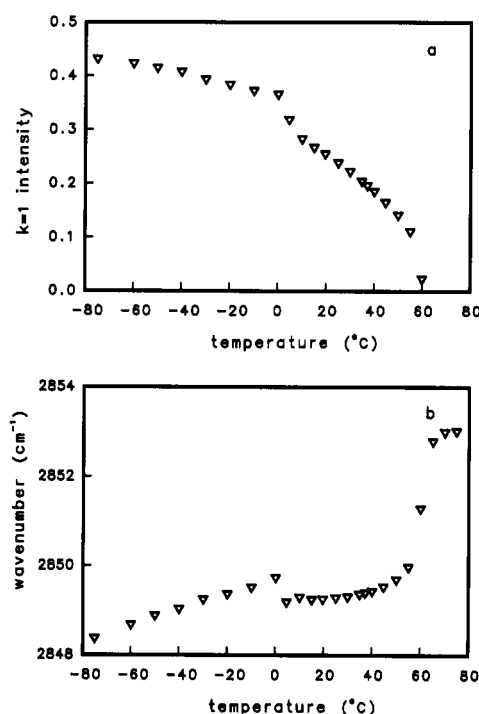 0.5
a
0.4
0.3
0.2
0.1
0.0
k=1 intensity
-80 -60 -40 -20 0 20 40 60 80
temperature (°C)
2854
b
2852
2850
2848
wavenumber (cm⁻¹)
-80 -60 -40 -20 0 20 40 60 80
temperature (°C)